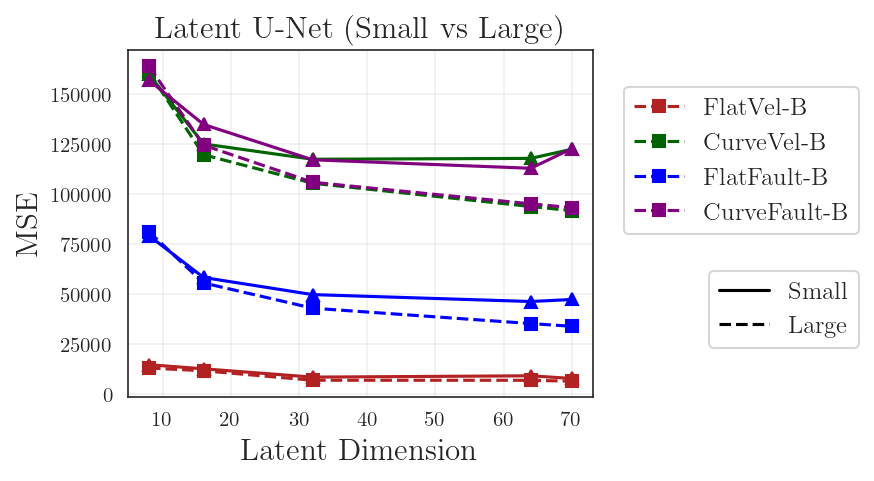 Latent U-Net (Small vs Large)
MSE
150000
125000
100000
75000
50000
25000
0
10 20 30 40 50 60 70
Latent Dimension
FlatVel-B
CurveVel-B
FlatFault-B
CurveFault-B
Small
Large